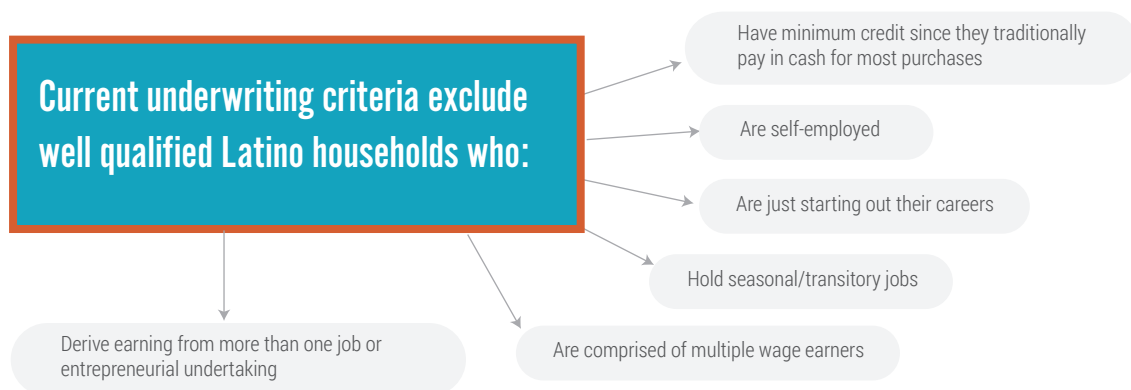 Current underwriting criteria exclude
well qualified Latino households who:
Have minimum credit since they traditionally
pay in cash for most purchases
Are self-employed
Are just starting out their careers
Hold seasonal/transitory jobs
Are comprised of multiple wage earners
Derive earning from more than one job or
entrepreneurial undertaking